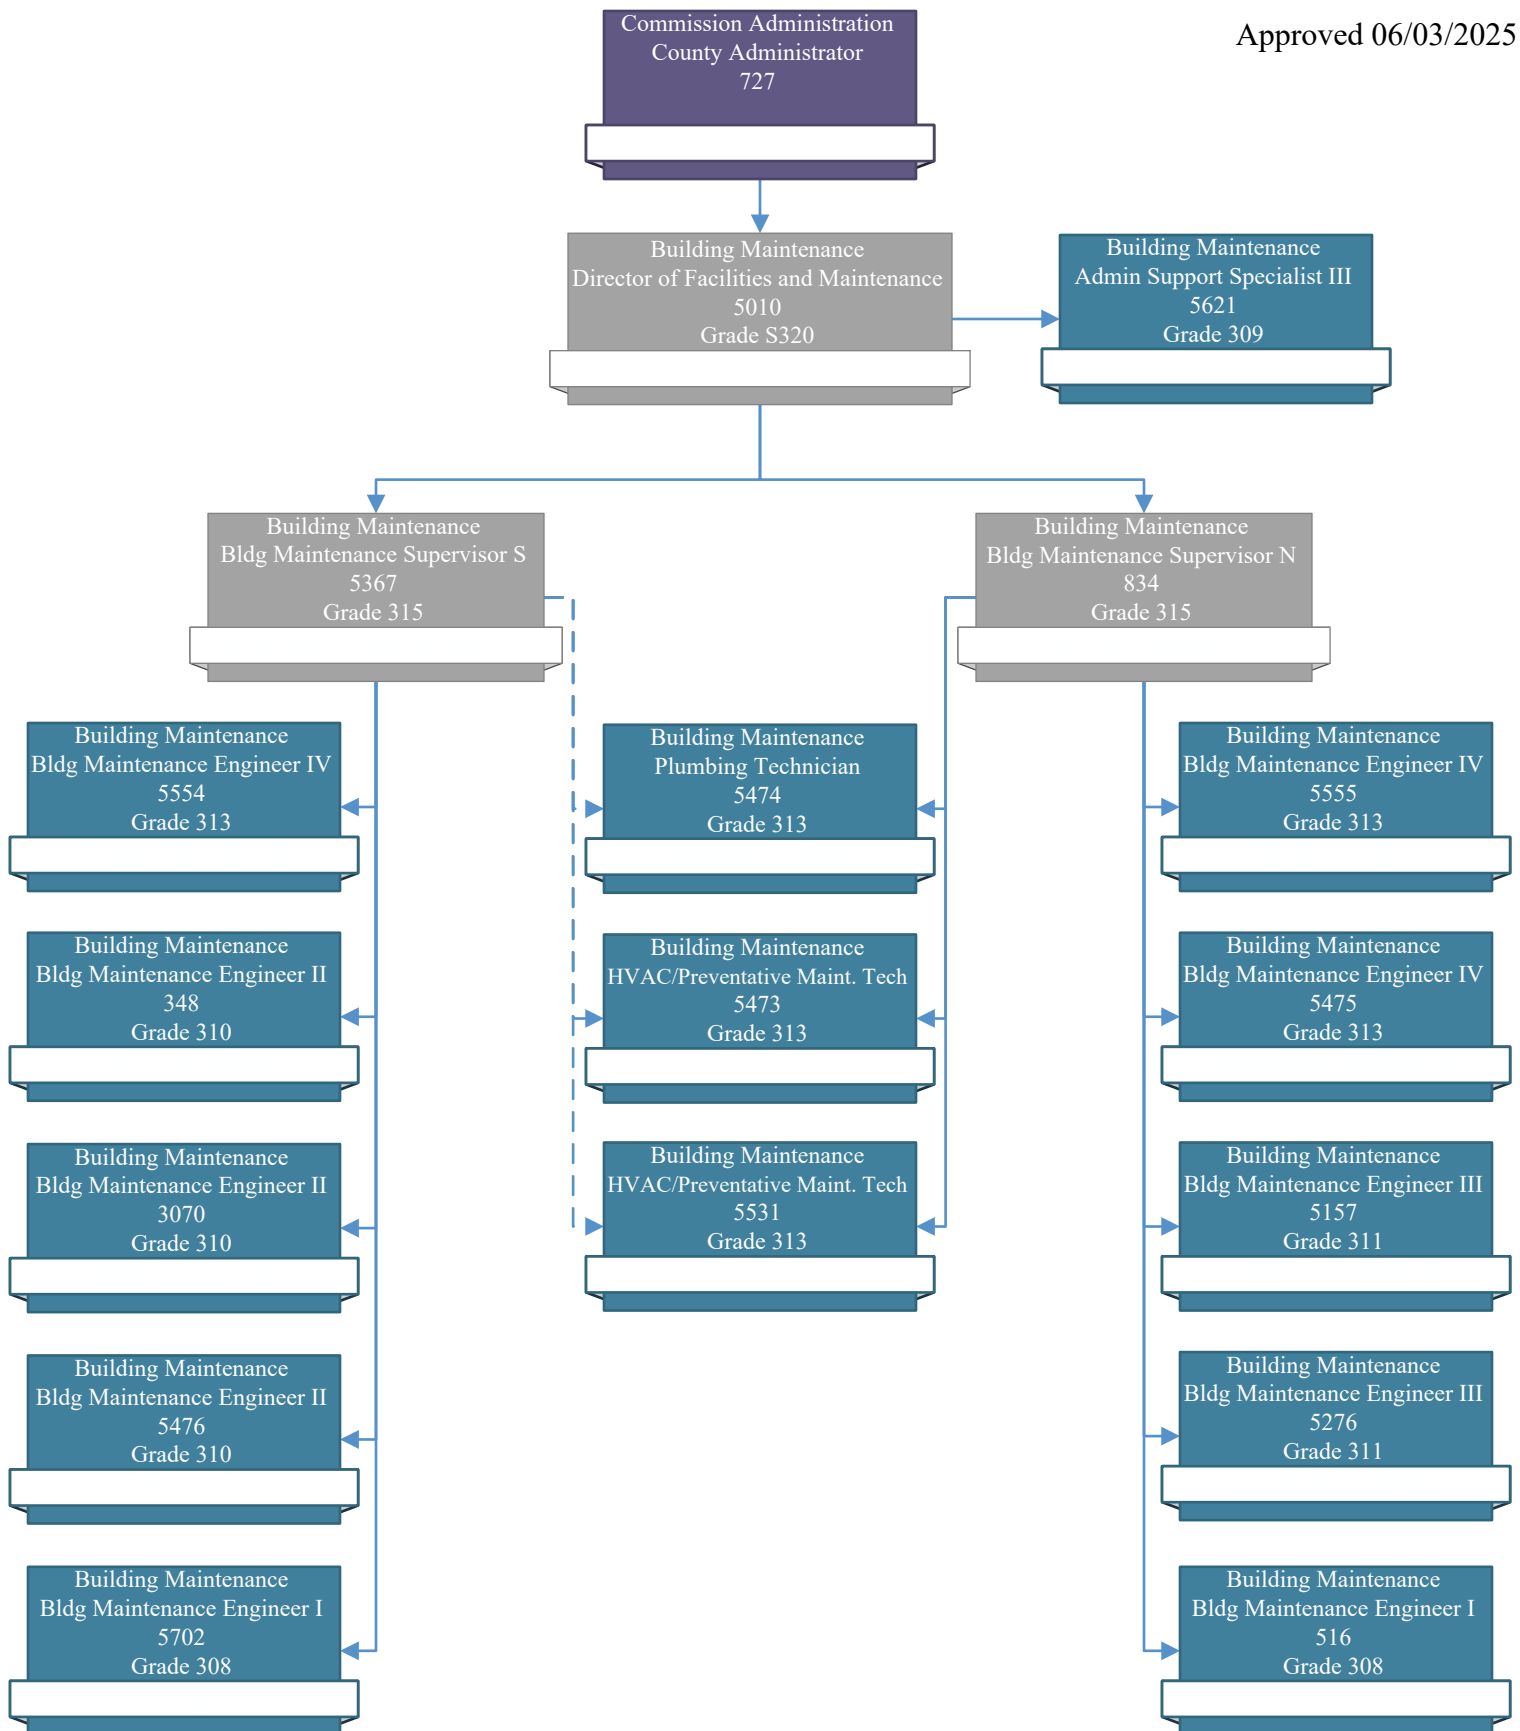 Commission Administration
County Administrator
727
Approved 06/03/2025
Building Maintenance
Director of Facilities and Maintenance
5010
Grade S320
Building Maintenance
Admin Support Specialist III
5621
Grade 309
Building Maintenance
Bldg Maintenance Supervisor S
5367
Grade 315
Building Maintenance
Bldg Maintenance Supervisor N
834
Grade 315
Building Maintenance
Bldg Maintenance Engineer IV
5554
Grade 313
Building Maintenance
Plumbing Technician
5474
Grade 313
Building Maintenance
Bldg Maintenance Engineer IV
5555
Grade 313
Building Maintenance
Bldg Maintenance Engineer II
348
Grade 310
Building Maintenance
HVAC/Preventative Maint. Tech
5473
Grade 313
Building Maintenance
Bldg Maintenance Engineer IV
5475
Grade 313
Building Maintenance
Bldg Maintenance Engineer II
3070
Grade 310
Building Maintenance
HVAC/Preventative Maint. Tech
5531
Grade 313
Building Maintenance
Bldg Maintenance Engineer III
5157
Grade 311
Building Maintenance
Bldg Maintenance Engineer II
5476
Grade 310
Building Maintenance
Bldg Maintenance Engineer III
5276
Grade 311
Building Maintenance
Bldg Maintenance Engineer I
5702
Grade 308
Building Maintenance
Bldg Maintenance Engineer I
516
Grade 308